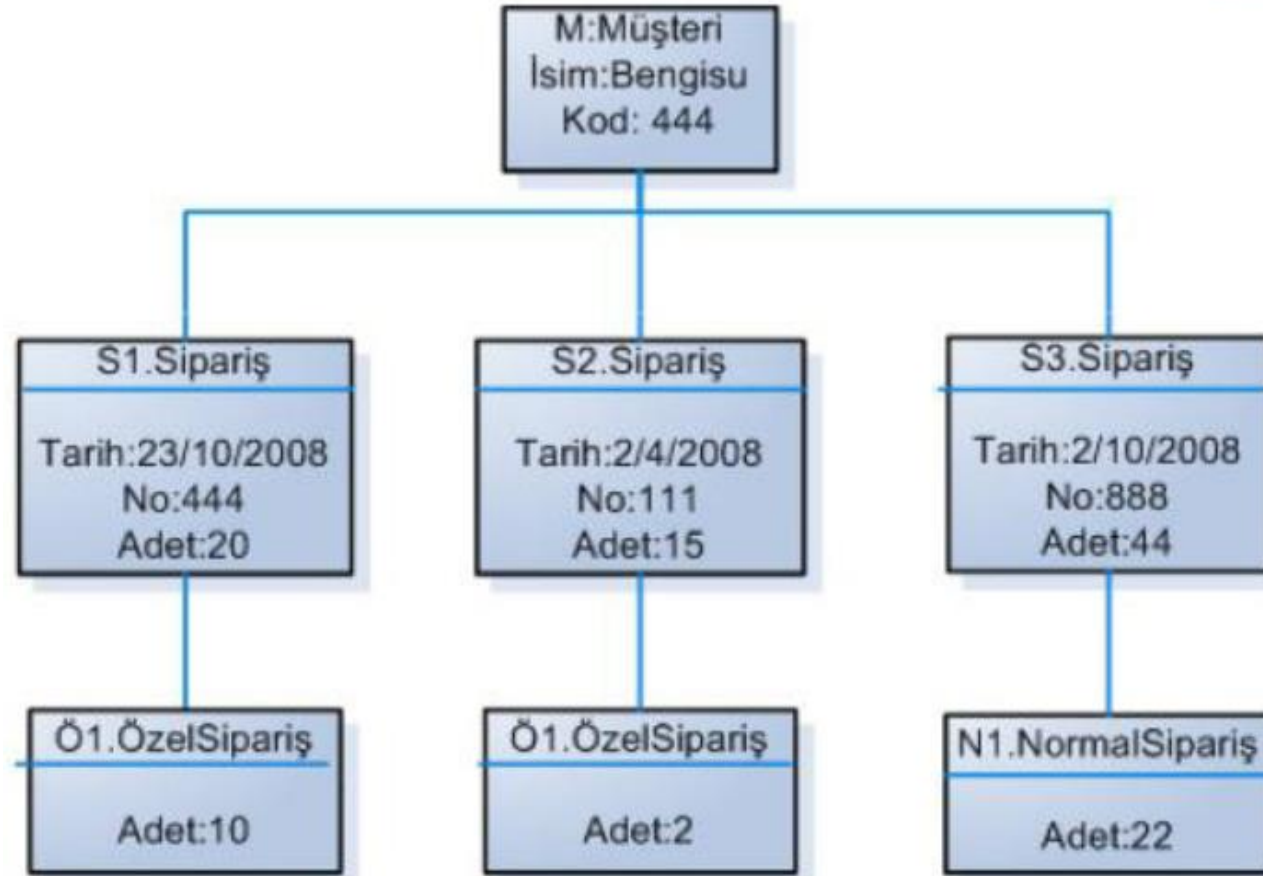 M:Müşteri
İsim:Bengisu
Kod: 444
S1.Sipariş
Tarih:23/10/2008
No:444
Adet:20
S2.Sipariş
Tarih:2/4/2008
No:111
Adet:15
S3.Sipariş
Tarih:2/10/2008
No:888
Adet:44
Ö1.ÖzelSipariş
Adet:10
Ö1.ÖzelSipariş
Adet:2
N1.NormalSipariş
Adet:22